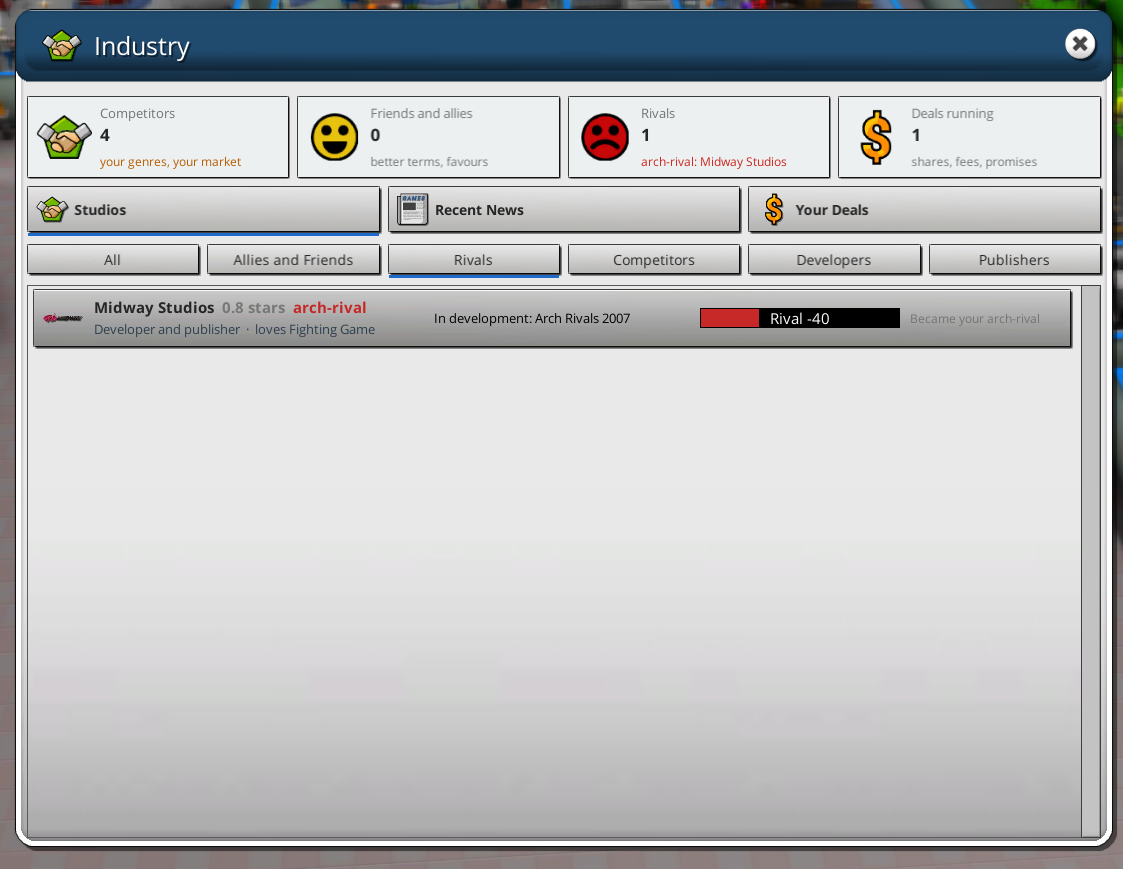 Industry
Competitors
4
your genres, your market
Friends and allies
0
better terms, favours
Rivals
1
arch-rival: Midway Studios
Deals running
1
shares, fees, promises
Studios
GAMES
Recent News
Your Deals
All
Allies and Friends
Rivals
Competitors
Developers
Publishers
Midway Studios 0.8 stars arch-rival
Developer and publisher · loves Fighting Game
In development: Arch Rivals 2007
Rival -40
Became your arch-rival